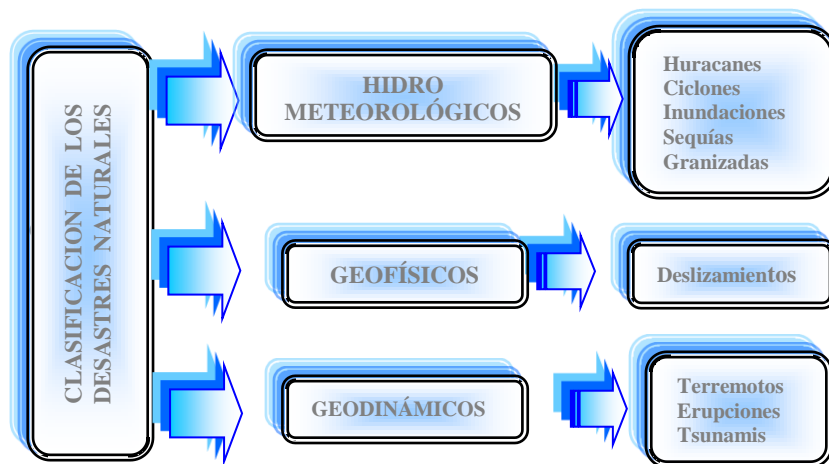 CLASIFICACION DE LOS
DESASTRES NATURALES
HIDRO
METEOROLÓGICOS
Huracanes
Ciclones
Inundaciones
Sequías
Granizadas
GEOFÍSICOS
Deslizamientos
GEODINÁMICOS
Terremotos
Erupciones
Tsunamis